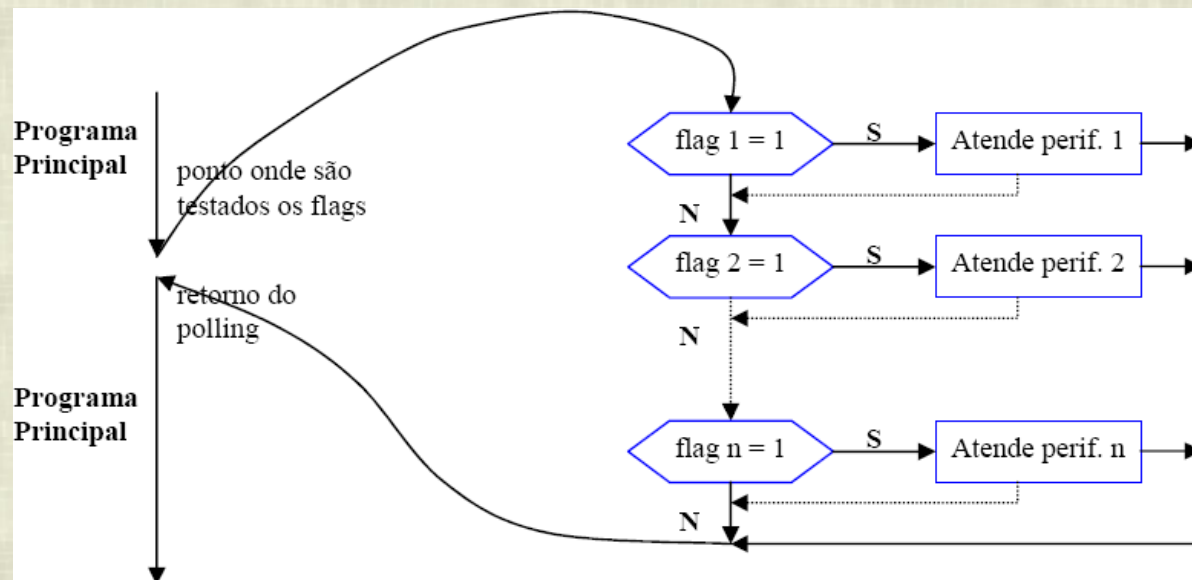 Programa
Principal
ponto onde são
testados os flags
retorno do
polling
Programa
Principal
flag 1 = 1
S
Atende perif. 1
N
flag 2 = 1
S
Atende perif. 2
N
flag n = 1
S
Atende perif. n
N